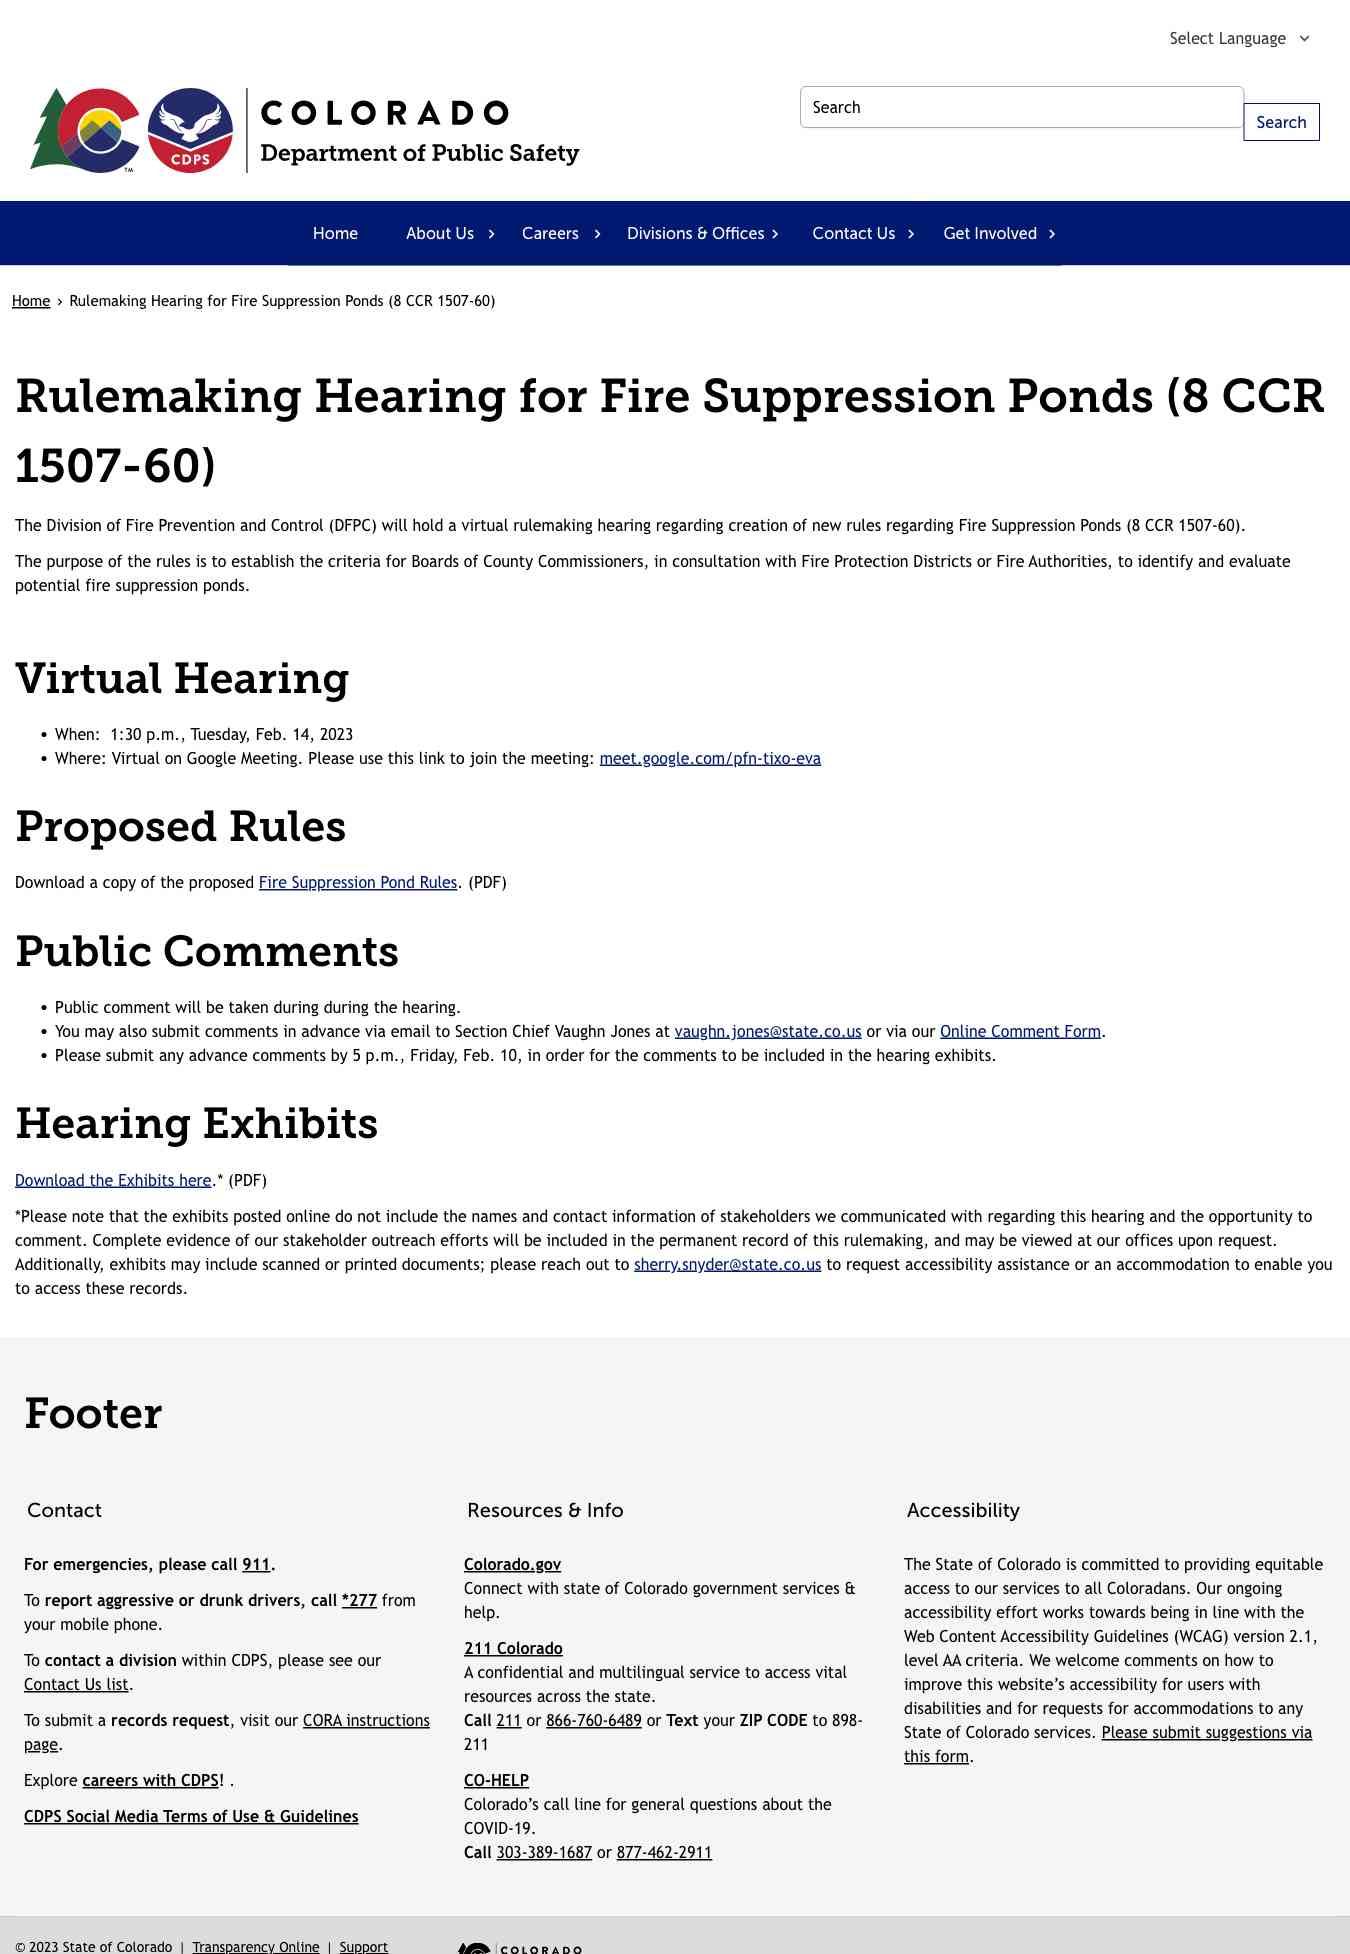 Select Language
COLORADO
Department of Public Safety
CDPS
TM
Search
Search
Home About Us Careers Divisions & Offices Contact Us Get Involved
Home › Rulemaking Hearing for Fire Suppression Ponds (8 CCR 1507-60)
Rulemaking Hearing for Fire Suppression Ponds (8 CCR
1507-60)
The Division of Fire Prevention and Control (DFPC) will hold a virtual rulemaking hearing regarding creation of new rules regarding Fire Suppression Ponds (8 CCR 1507-60).
The purpose of the rules is to establish the criteria for Boards of County Commissioners, in consultation with Fire Protection Districts or Fire Authorities, to identify and evaluate
potential fire suppression ponds.
Virtual Hearing
• When:  1:30 p.m., Tuesday, Feb. 14, 2023
• Where: Virtual on Google Meeting. Please use this link to join the meeting: meet.google.com/pfn-tixo-eva
Proposed Rules
Download a copy of the proposed Fire Suppression Pond Rules. (PDF)
Public Comments
• Public comment will be taken during during the hearing.
• You may also submit comments in advance via email to Section Chief Vaughn Jones at vaughn.jones@state.co.us or via our Online Comment Form.
• Please submit any advance comments by 5 p.m., Friday, Feb. 10, in order for the comments to be included in the hearing exhibits.
Hearing Exhibits
Download the Exhibits here.* (PDF)
*Please note that the exhibits posted online do not include the names and contact information of stakeholders we communicated with regarding this hearing and the opportunity to
comment. Complete evidence of our stakeholder outreach efforts will be included in the permanent record of this rulemaking, and may be viewed at our offices upon request.
Additionally, exhibits may include scanned or printed documents; please reach out to sherry.snyder@state.co.us to request accessibility assistance or an accommodation to enable you
to access these records.
Footer
Contact
For emergencies, please call 911.
To report aggressive or drunk drivers, call *277 from
your mobile phone.
To contact a division within CDPS, please see our
Contact Us list.
To submit a records request, visit our CORA instructions
page.
Explore careers with CDPS! .
CDPS Social Media Terms of Use & Guidelines
Resources & Info
Colorado.gov
Connect with state of Colorado government services &
help.
211 Colorado
A confidential and multilingual service to access vital
resources across the state.
Call 211 or 866-760-6489 or Text your ZIP CODE to 898-
211
CO-HELP
Colorado’s call line for general questions about the
COVID-19.
Call 303-389-1687 or 877-462-2911
Accessibility
The State of Colorado is committed to providing equitable
access to our services to all Coloradans. Our ongoing
accessibility effort works towards being in line with the
Web Content Accessibility Guidelines (WCAG) version 2.1,
level AA criteria. We welcome comments on how to
improve this website’s accessibility for users with
disabilities and for requests for accommodations to any
State of Colorado services. Please submit suggestions via
this form.
© 2023 State of Colorado | Transparency Online | Support
COLORADO